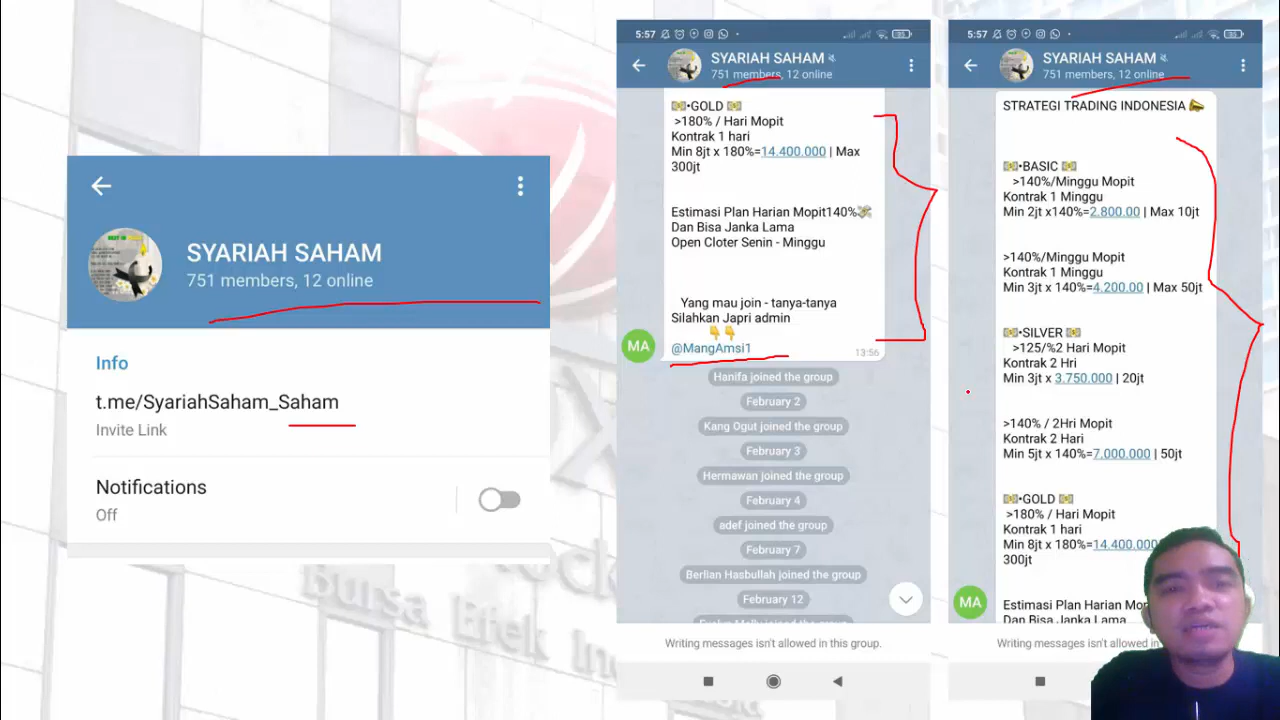 SYARIAH SAHAM
751 members, 12 online
Info
t.me/SyariahSaham_Saham
Invite Link
Notifications
Off
5:57
SYARIAH SAHAM
751 members, 12 online
•GOLD
>180% / Hari Mopit
Kontrak 1 hari
Min 8jt x 180%=14.400.000 | Max
300jt
Estimasi Plan Harian Mopit140%
Dan Bisa Janka Lama
Open Cloter Senin - Minggu
Yang mau join - tanya-tanya
Silahkan Japri admin
@MangAmsi1
13:56
MA
Hanifa joined the group
February 2
Kang Ogut joined the group
February 3
Hermawan joined the group
February 4
adef joined the group
February 7
Berlian Hasbullah joined the group
February 12
Writing messages isn't allowed in this group.
5:57
SYARIAH SAHAM
751 members, 12 online
STRATEGI TRADING INDONESIA
•BASIC
>140%/Minggu Mopit
Kontrak 1 Minggu
Min 2jt x140%=2.800.00 | Max 10jt
>140%/Minggu Mopit
Kontrak 1 Minggu
Min 3jt x 140%=4.200.00 | Max 50jt
•SILVER
>125/%2 Hari Mopit
Kontrak 2 Hri
Min 3jt x 3.750.000 | 20jt
>140% / 2Hri Mopit
Kontrak 2 Hari
Min 5jt x 140%=7.000.000 | 50jt
•GOLD
>180% / Hari Mopit
Kontrak 1 hari
Min 8jt x 180%=14.400.000
300jt
Estimasi Plan Harian
Dan Bisa Janka Lama
MA
Writing messages isn't allowed in
Bursa Efek